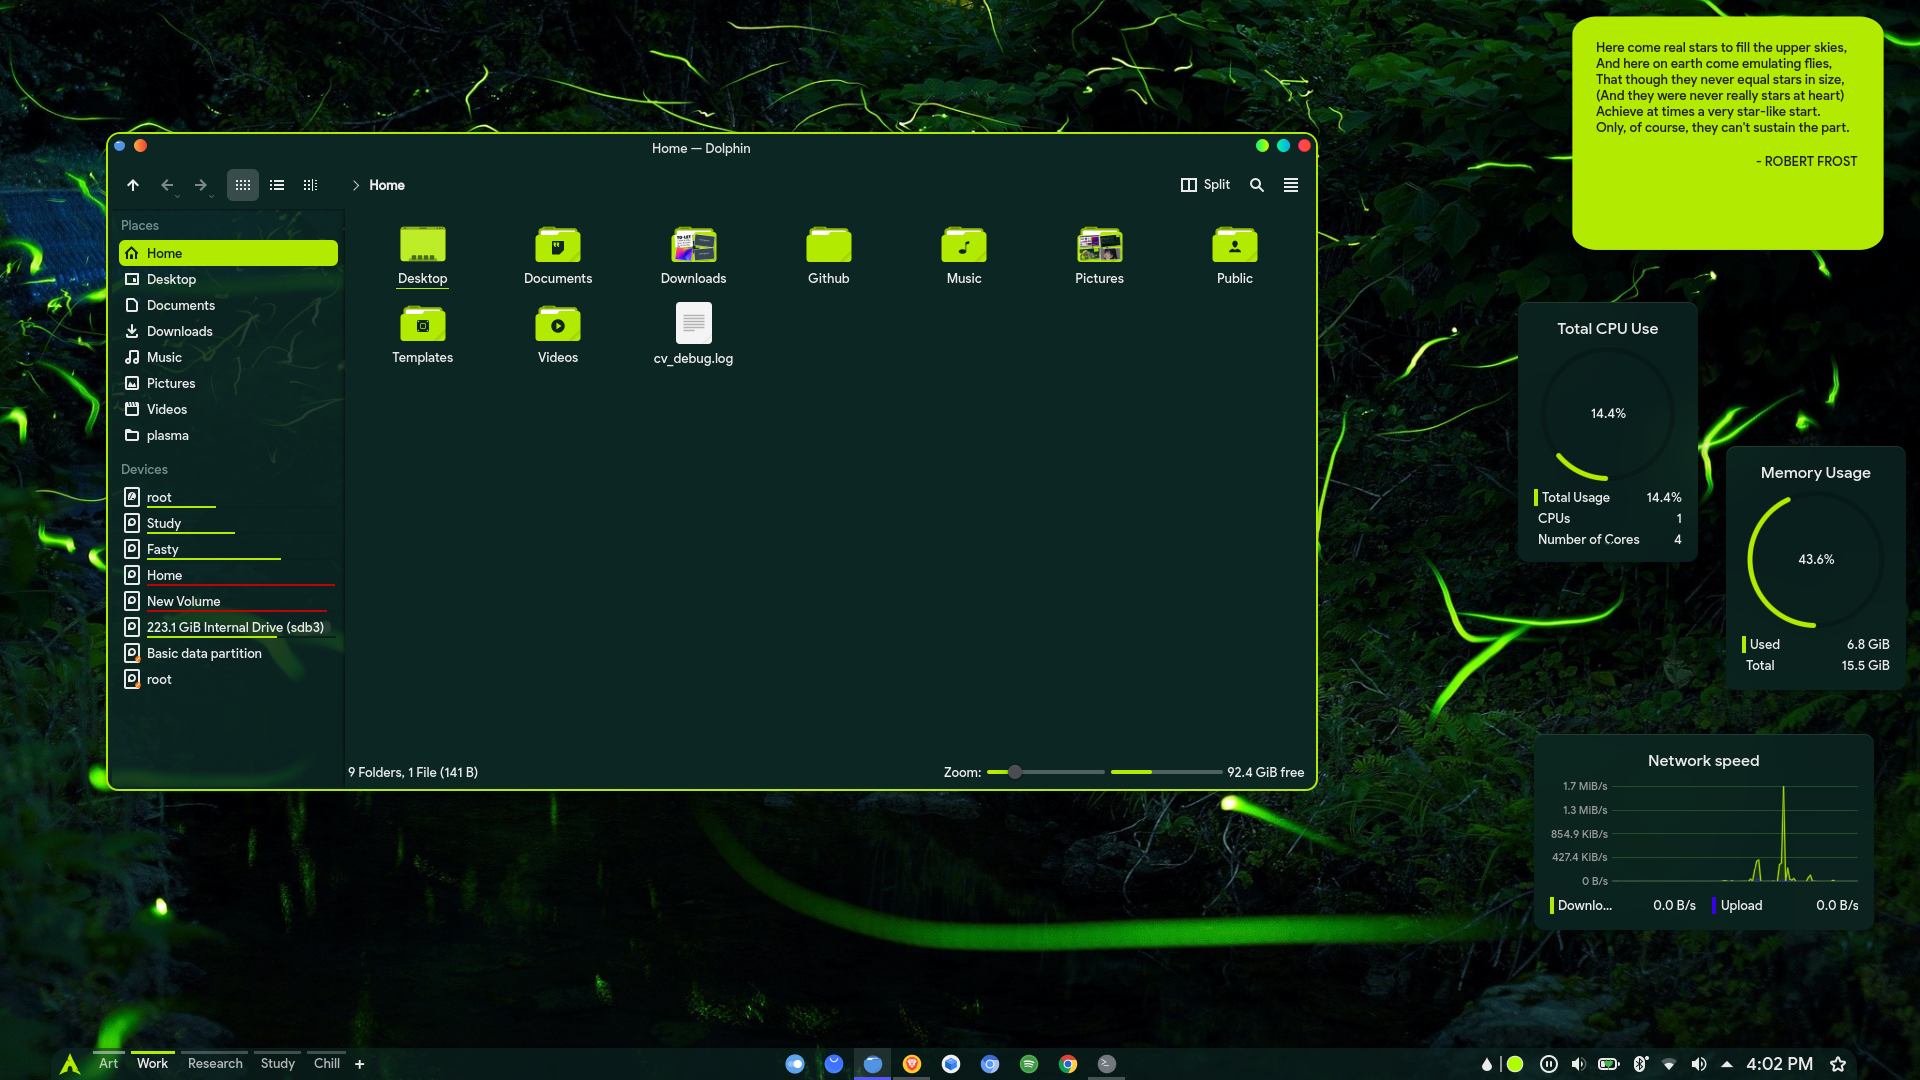 Here come real stars to fill the upper skies,
And here on earth come emulating flies,
That though they never equal stars in size,
(And they were never really stars at heart)
Achieve at times a very star-like start.
Only, of course, they can't sustain the part.
- ROBERT FROST
Home — Dolphin
Home
Split
Places
Home
Desktop
Documents
Downloads
Music
Pictures
Videos
plasma
Devices
root
Study
Fasty
Home
New Volume
223.1 GiB Internal Drive (sdb3)
Basic data partition
root
Desktop
Documents
Downloads
Github
Music
Pictures
Public
Templates
Videos
cv_debug.log
9 Folders, 1 File (141 B)
Zoom:
92.4 GiB free
Total CPU Use
14.4%
Total Usage 14.4%
CPUs 1
Number of Cores 4
Memory Usage
43.6%
Used 6.8 GiB
Total 15.5 GiB
Network speed
1.7 MiB/s
1.3 MiB/s
854.9 KiB/s
427.4 KiB/s
0 B/s
Downlo... 0.0 B/s Upload 0.0 B/s
Art Work Research Study Chill +
4:02 PM